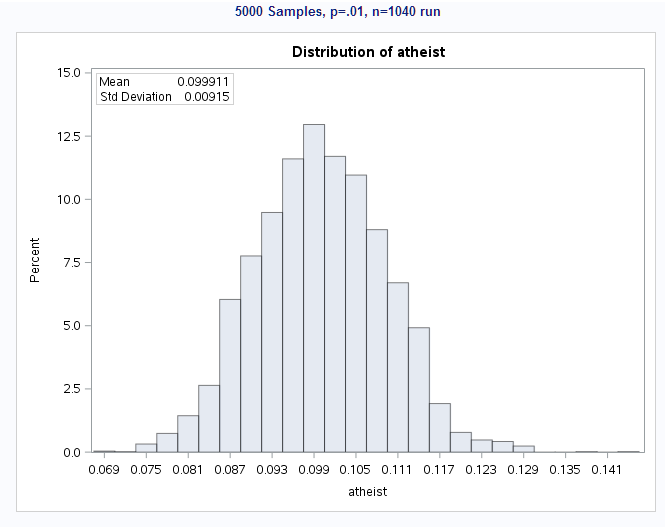 5000 Samples, p=.01, n=1040 run
Distribution of atheist
15.0
Mean 0.099911
Std Deviation 0.00915
12.5
10.0
7.5
5.0
2.5
0.0
Percent
0.069 0.075 0.081 0.087 0.093 0.099 0.105 0.111 0.117 0.123 0.129 0.135 0.141
atheist